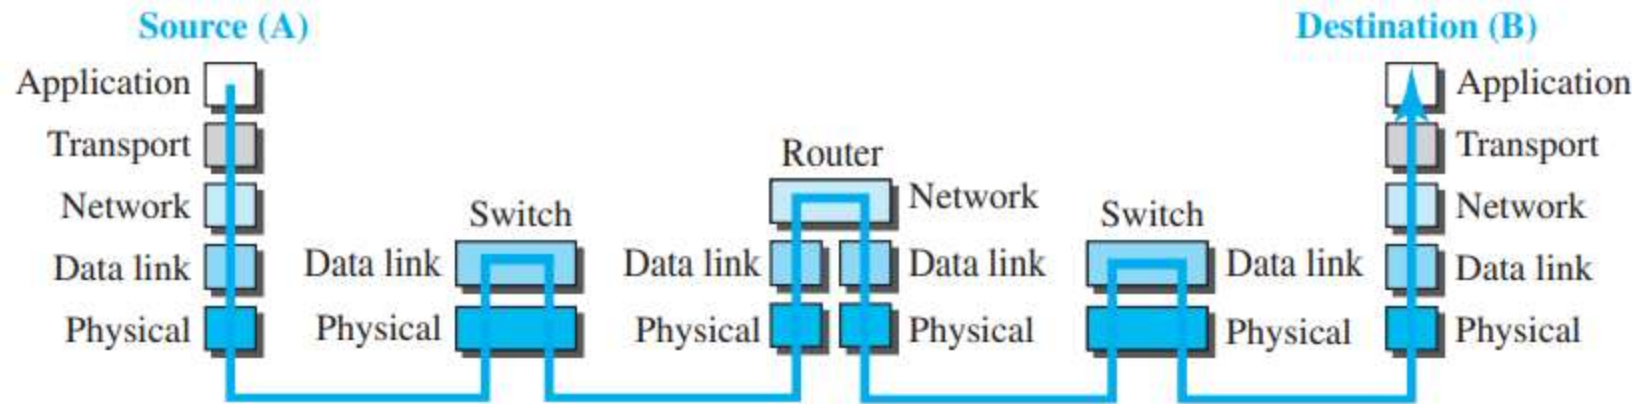 Source (A)
Destination (B)
Application
Transport
Network
Data link
Physical
Switch
Data link
Physical
Router
Network
Data link
Data link
Physical
Physical
Switch
Data link
Physical
Application
Transport
Network
Data link
Physical